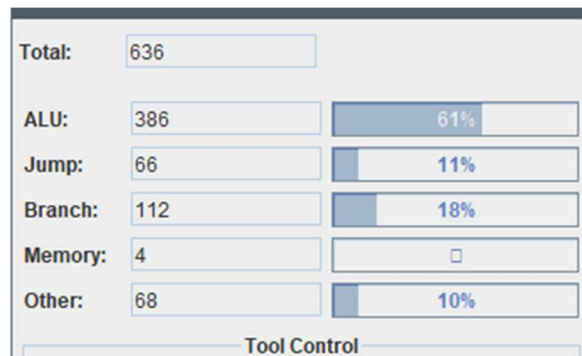 Total: 636
ALU: 386 61%
Jump: 66 11%
Branch: 112 18%
Memory: 4
Other: 68 10%
Tool Control